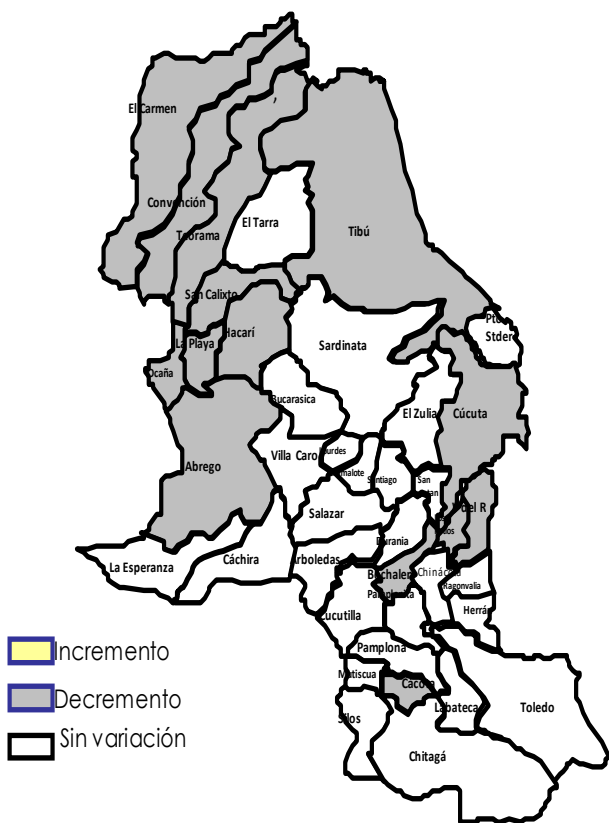 El Carmen
Convención
Teorama
El Tarra
Tibú
San Calixto
Hacarí
La Playa
Ocaña
Sardinata
Pto
Stder
Bucarasica
El Zulia
Cúcuta
Abrego
Villa Caro
Santiago
San
Salazar
del R
Durania
La Esperanza
Cáchira
Arboledas
Bochalema
Chinácota
Ragonvalia
Pamplonita
Herrán
Cucutilla
Pamplona
Incremento
Mutiscua
Cácota
Decremento
Labateca
Toledo
Silos
Sin variación
Chitagá